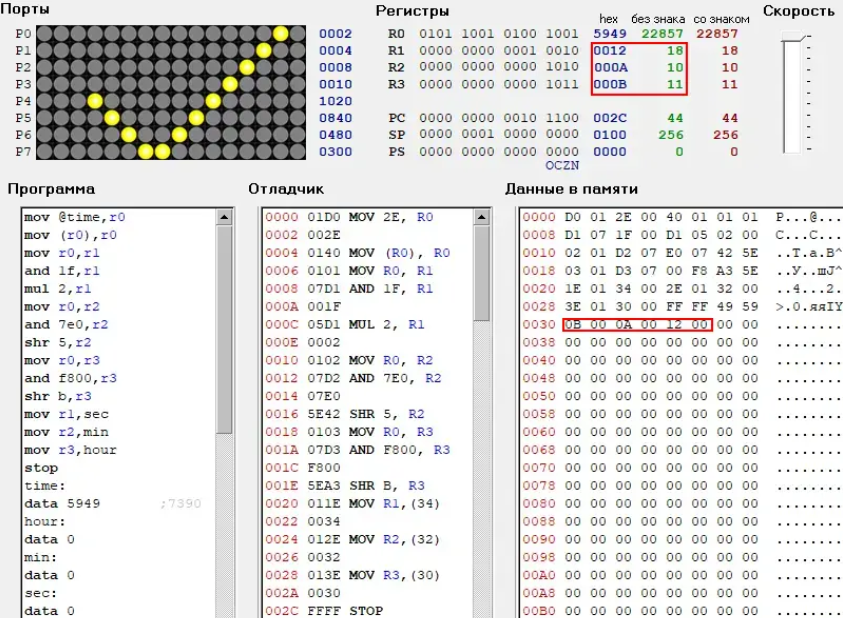 Порты
P0 0002
P1 0004
P2 0008
P3 0010
P4 1020
P5 0840
P6 0480
P7 0300
Регистры
hex без знака со знаком
R0 0101 1001 0100 1001 5949 22857 22857
R1 0000 0000 0001 0010 0012 18 18
R2 0000 0000 0000 1010 000A 10 10
R3 0000 0000 0000 1011 000B 11 11
PC 0000 0000 0010 1100 002C 44 44
SP 0000 0001 0000 0000 0100 256 256
PS 0000 0000 0000 0000 0000 0 0
OCZN
Скорость
Программа
mov @time,r0
mov (r0),r0
mov r0,r1
and 1f,r1
mul 2,r1
mov r0,r2
and 7e0,r2
shr 5,r2
mov r0,r3
and f800,r3
shr b,r3
mov r1,sec
mov r2,min
mov r3,hour
stop
time:
data 5949 ;7390
hour:
data 0
min:
data 0
sec:
data 0
Отладчик
0000 01D0 MOV 2E, R0
0002 002E
0004 0140 MOV (R0), R0
0006 0101 MOV R0, R1
0008 07D1 AND 1F, R1
000A 001F
000C 05D1 MUL 2, R1
000E 0002
0010 0102 MOV R0, R2
0012 07D2 AND 7E0, R2
0014 07E0
0016 5E42 SHR 5, R2
0018 0103 MOV R0, R3
001A 07D3 AND F800, R3
001C F800
001E 5EA3 SHR B, R3
0020 011E MOV R1,(34)
0022 0034
0024 012E MOV R2,(32)
0026 0032
0028 013E MOV R3,(30)
002A 0030
002C FFFF STOP
Данные в памяти
0000 D0 01 2E 00 40 01 01 01 Р...@...
0008 D1 07 1F 00 D1 05 02 00 С...С...
0010 02 01 D2 07 E0 07 42 5E ..Т.а.B^
0018 03 01 D3 07 00 F8 A3 5E ..У..шЈ^
0020 1E 01 34 00 2E 01 32 00 ..4...2.
0028 3E 01 30 00 FF FF 49 59 >.0.яяIY
0030 0B 00 0A 00 12 00 00 00 ........
0038 00 00 00 00 00 00 00 00 ........
0040 00 00 00 00 00 00 00 00 ........
0048 00 00 00 00 00 00 00 00 ........
0050 00 00 00 00 00 00 00 00 ........
0058 00 00 00 00 00 00 00 00 ........
0060 00 00 00 00 00 00 00 00 ........
0068 00 00 00 00 00 00 00 00 ........
0070 00 00 00 00 00 00 00 00 ........
0078 00 00 00 00 00 00 00 00 ........
0080 00 00 00 00 00 00 00 00 ........
0088 00 00 00 00 00 00 00 00 ........
0090 00 00 00 00 00 00 00 00 ........
0098 00 00 00 00 00 00 00 00 ........
00A0 00 00 00 00 00 00 00 00 ........
00A8 00 00 00 00 00 00 00 00 ........
00B0 00 00 00 00 00 00 00 00 ........